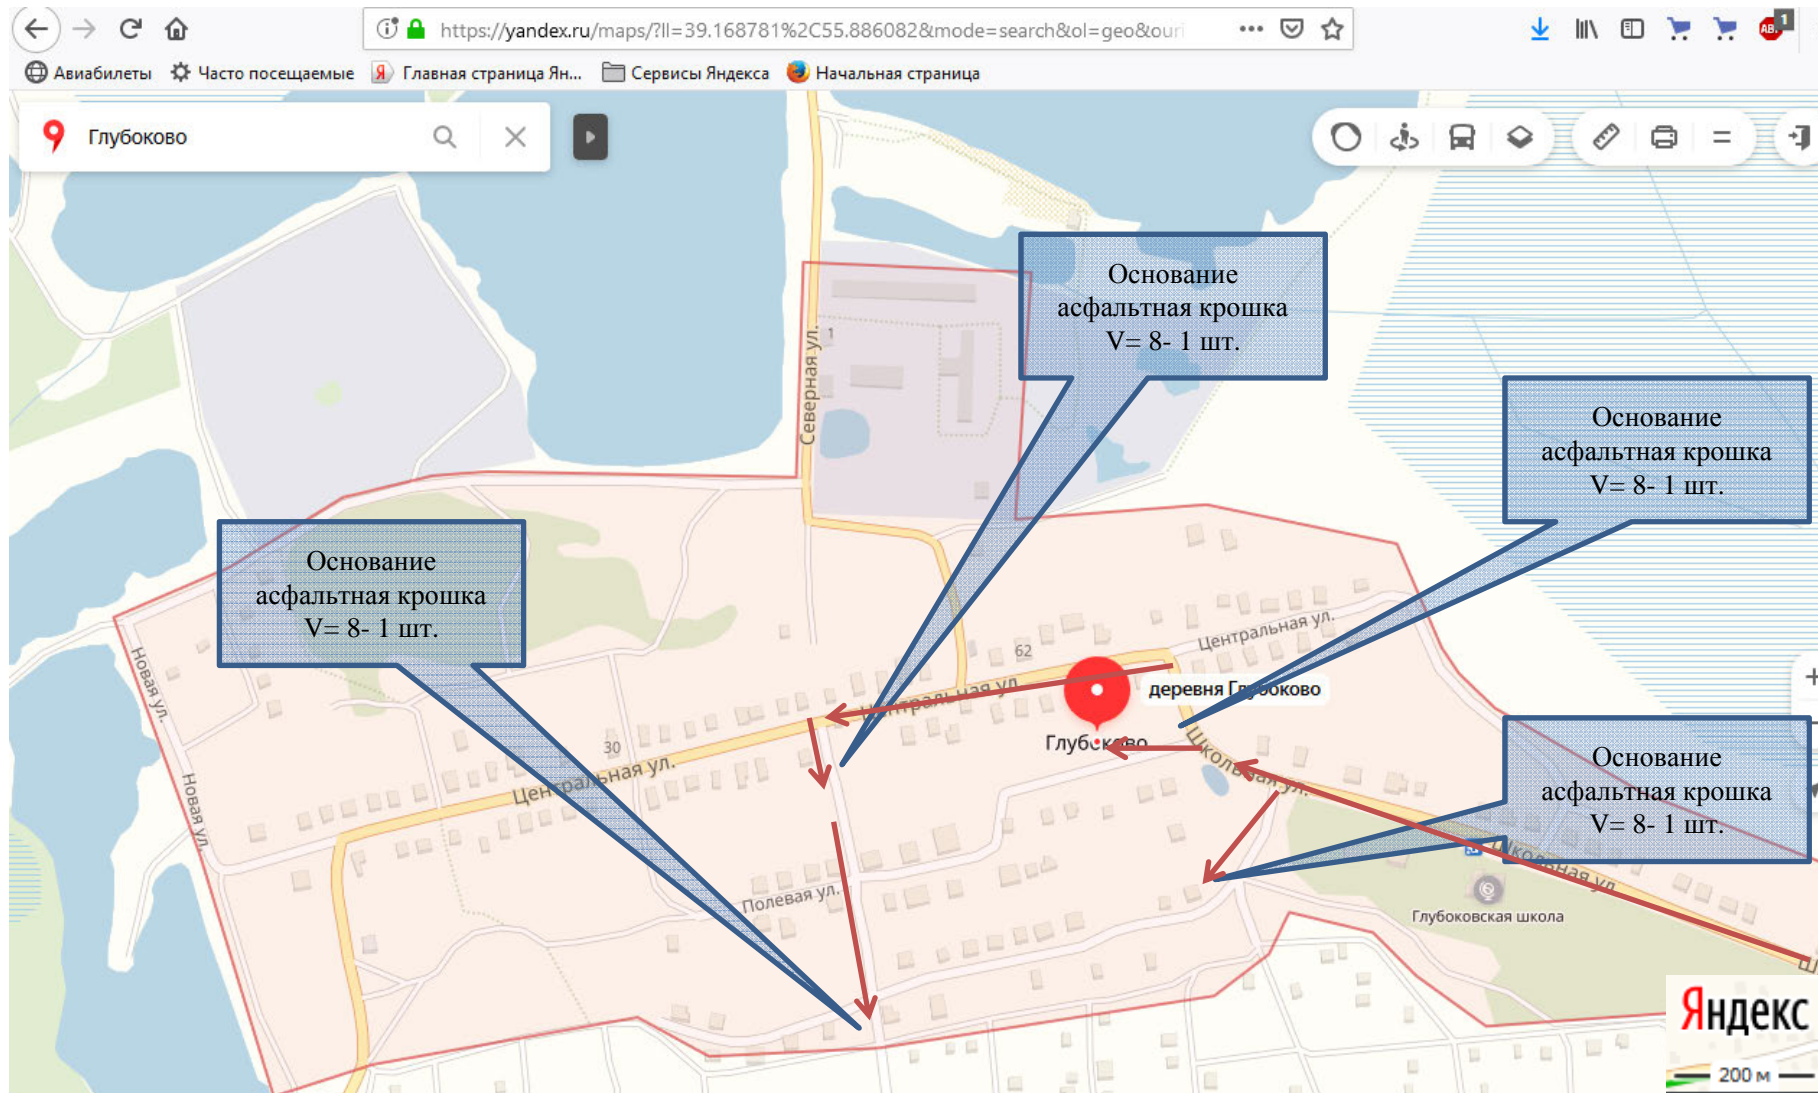 https://yandex.ru/maps/?ll=39.168781%2C55.886082&mode=search&ol=geo&ouri
ABP
1
Авиабилеты
Часто посещаемые
Главная страница Ян...
Сервисы Яндекса
Начальная страница
Глубоково
Основание
асфальтная крошка
V= 8- 1 шт.
Северная ул.
1
Основание
асфальтная крошка
V= 8- 1 шт.
Основание
асфальтная крошка
V= 8- 1 шт.
Центральная ул.
62
Новая ул.
деревня Глубоково
Центральная ул.
Глубоково
30
Центральная ул.
Школьная ул.
Новая ул.
Основание
асфальтная крошка
V= 8- 1 шт.
Школьная ул.
Полевая ул.
Глубоковская школа
Ш
Яндекс
200 м